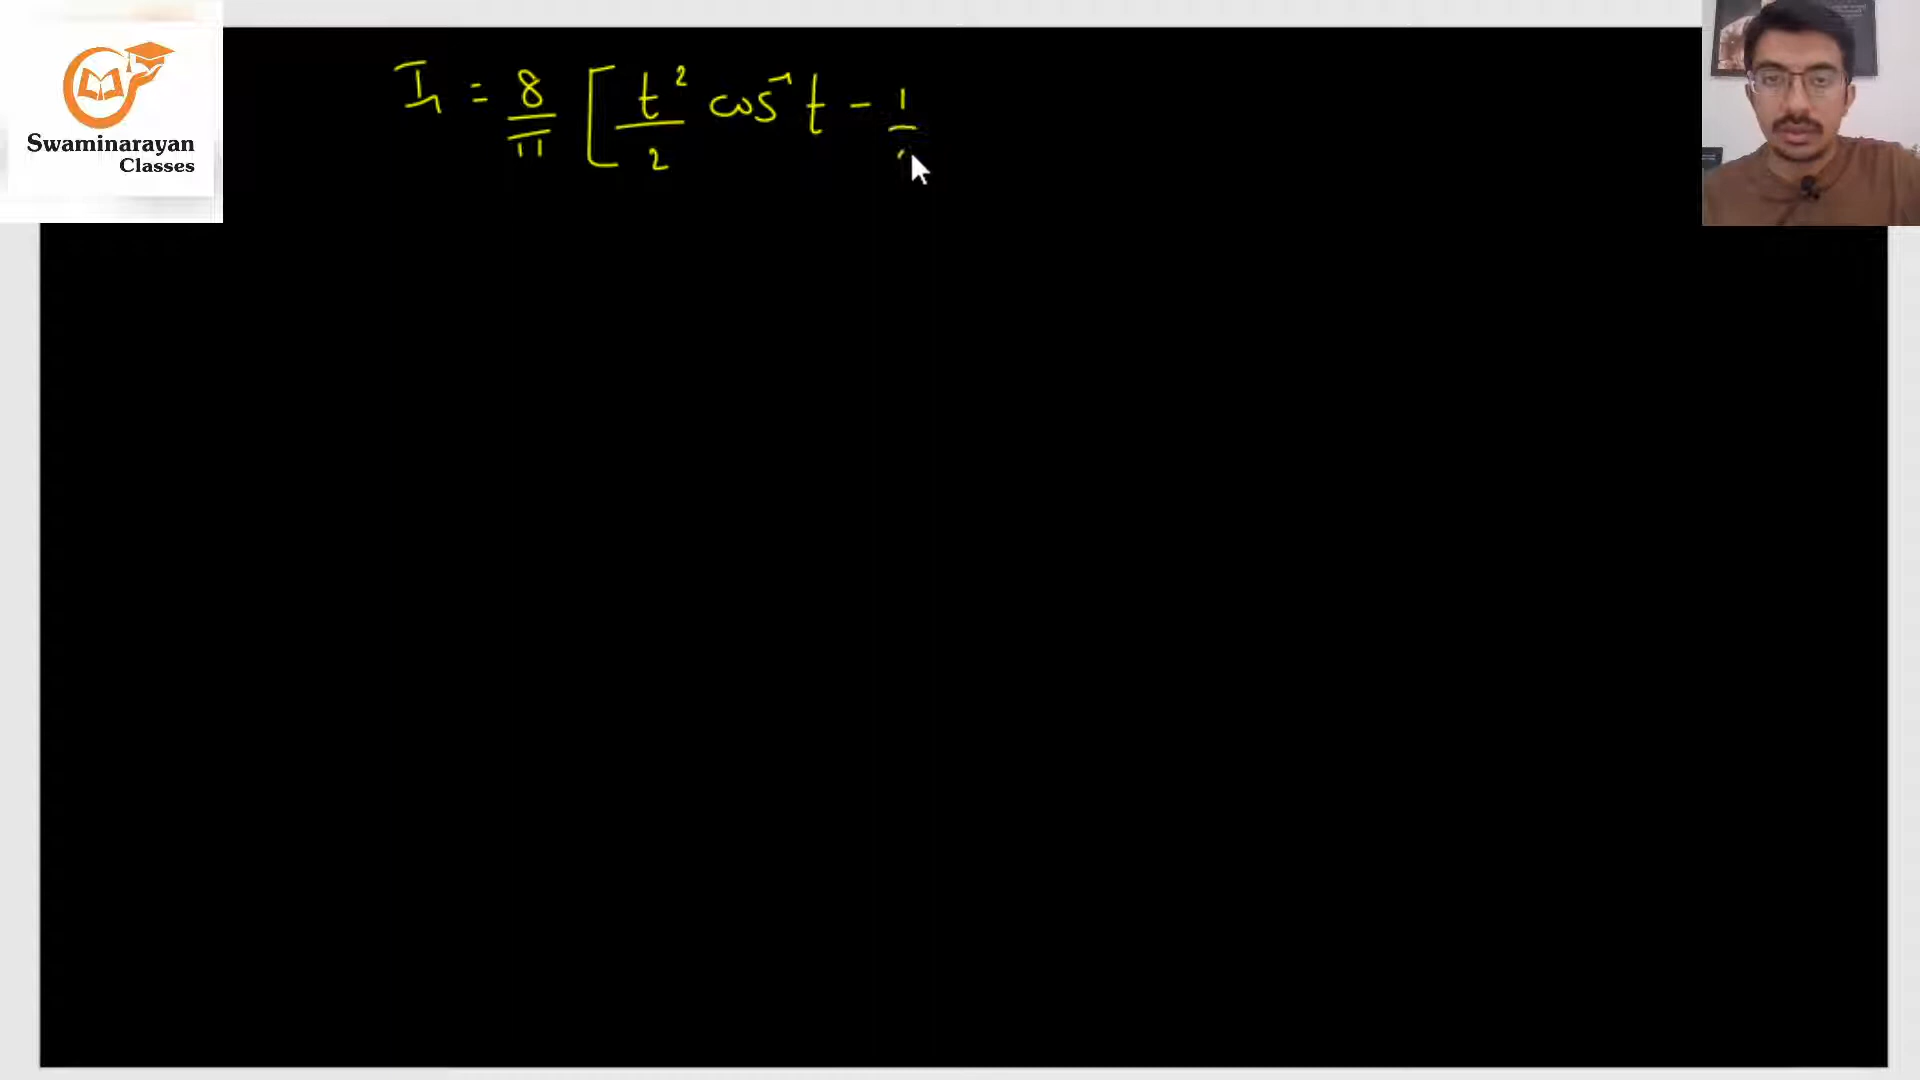 Swaminarayan
Classes
I₁ = 8/π [ t²/2 cos⁻¹ t - 1/